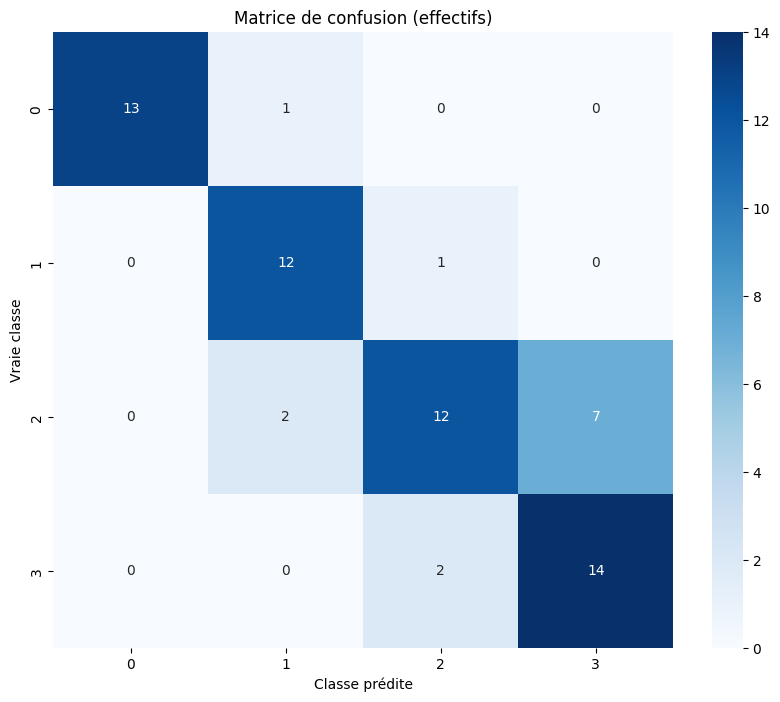 Matrice de confusion (effectifs)
Vraie classe
0 13 1 0 0
1 0 12 1 0
2 0 2 12 7
3 0 0 2 14
0 1 2 3
Classe prédite
14
12
10
8
6
4
2
0